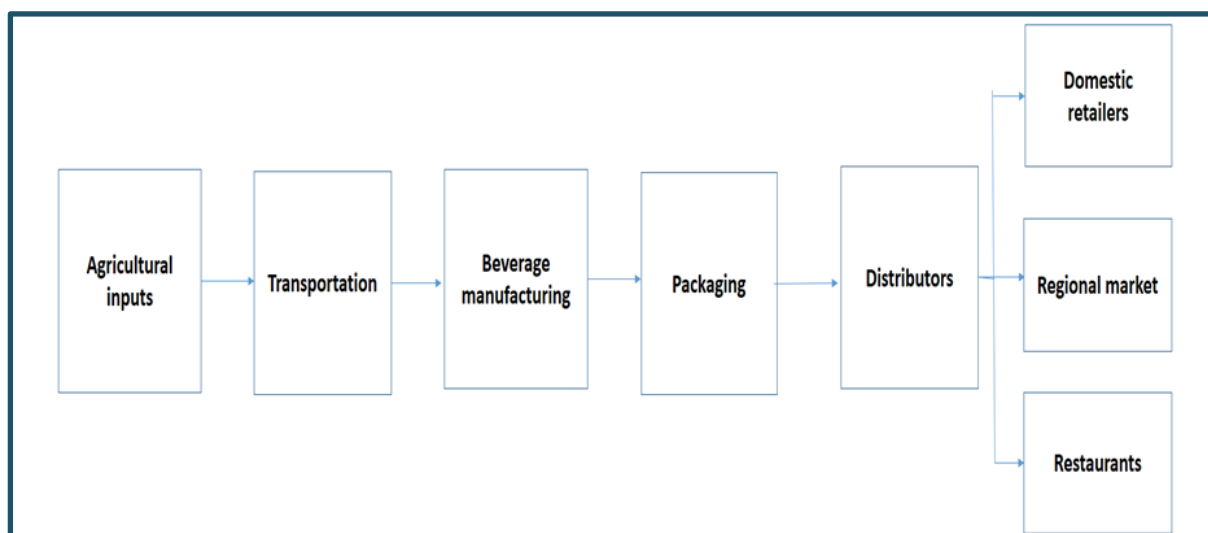 Agricultural
inputs
Transportation
Beverage
manufacturing
Packaging
Distributors
Domestic
retailers
Regional market
Restaurants